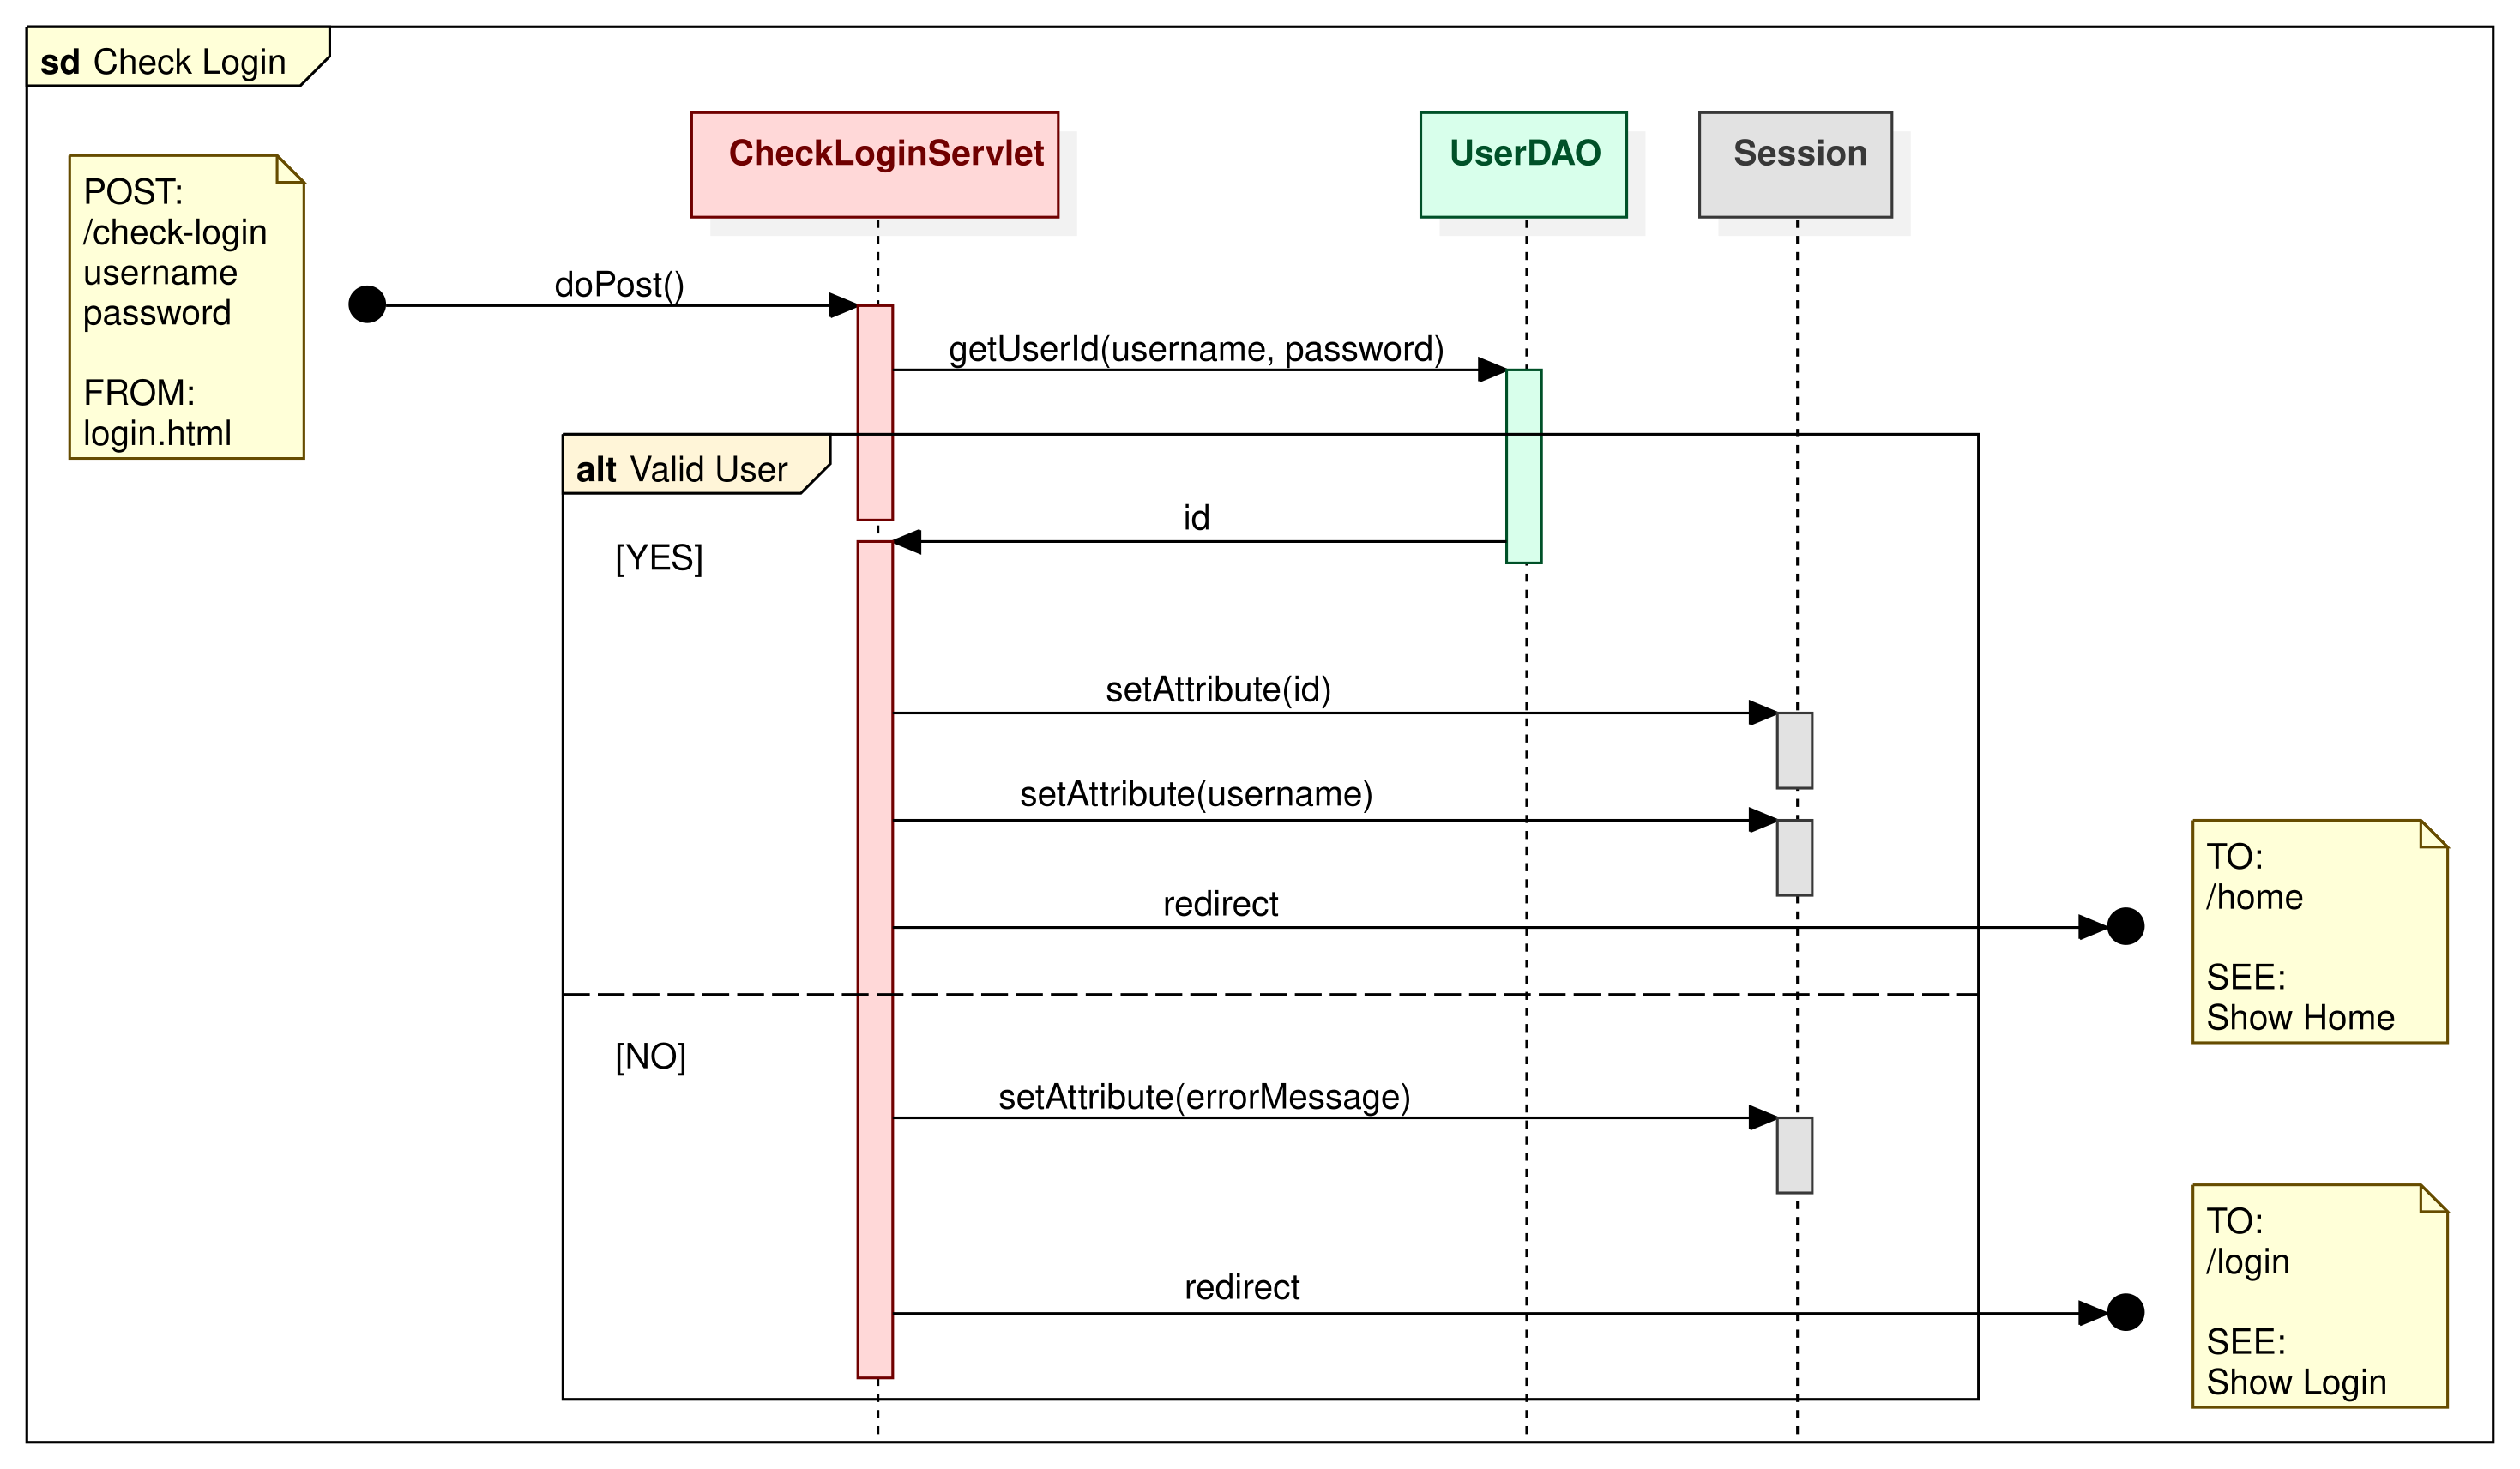 sd Check Login
CheckLoginServlet
UserDAO
Session
POST:
/check-login
username
password
FROM:
login.html
doPost()
getUserId(username, password)
alt Valid User
id
[YES]
setAttribute(id)
setAttribute(username)
redirect
TO:
/home
SEE:
Show Home
[NO]
setAttribute(errorMessage)
redirect
TO:
/login
SEE:
Show Login